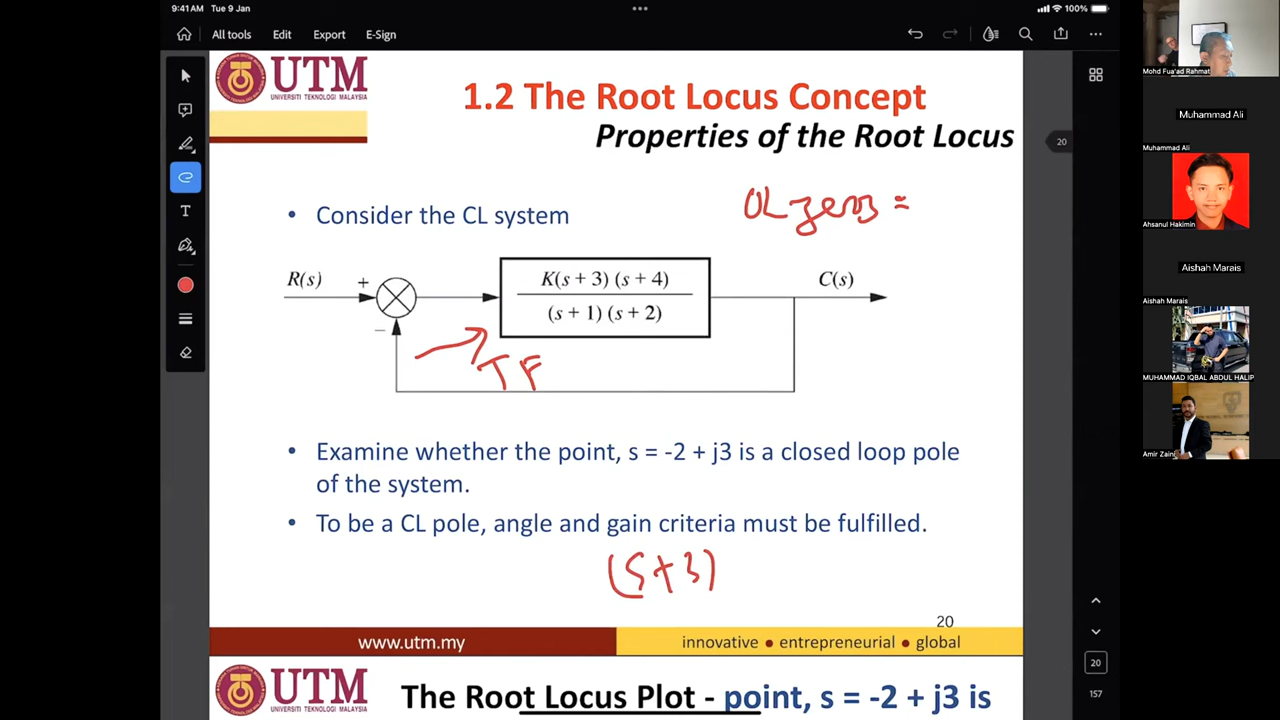 9:41 AM Tue 9 Jan
100%
All tools Edit Export E-Sign
UTM
UNIVERSITI TEKNOLOGI MALAYSIA
1.2 The Root Locus Concept
Properties of the Root Locus
20
OL zeros =
• Consider the CL system
R(s) +
K(s + 3) (s + 4)
(s + 1) (s + 2)
C(s)
−
TF
• Examine whether the point, s = -2 + j3 is a closed loop pole
of the system.
• To be a CL pole, angle and gain criteria must be fulfilled.
(s+3)
20
www.utm.my
innovative ● entrepreneurial ● global
UTM
UNIVERSITI TEKNOLOGI MALAYSIA
The Root Locus Plot - point, s = -2 + j3 is
20
157
Mohd Fua'ad Rahmat
Muhammad Ali
Muhammad Ali
Ahsanul Hakimin
Aishah Marais
Aishah Marais
MUHAMMAD IQBAL ABDUL HALIP
Amir Zain